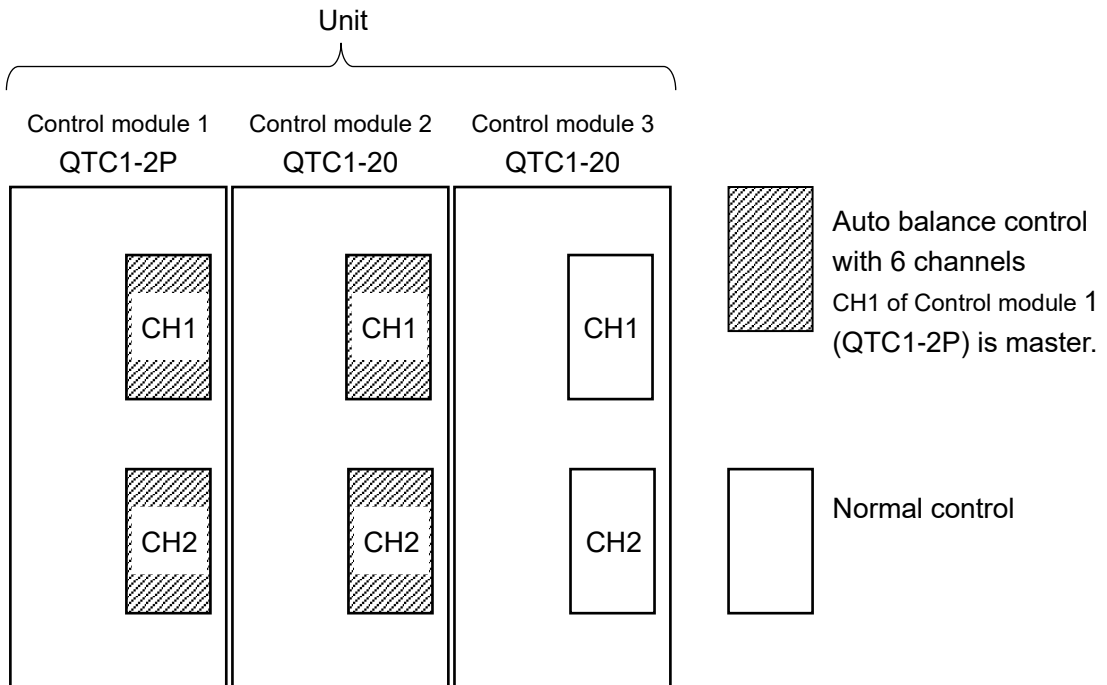 Unit
Control module 1
QTC1-2P
Control module 2
QTC1-20
Control module 3
QTC1-20
CH1
CH1
CH1
CH2
CH2
CH2
Auto balance control
with 6 channels
CH1 of Control module 1
(QTC1-2P) is master.
Normal control